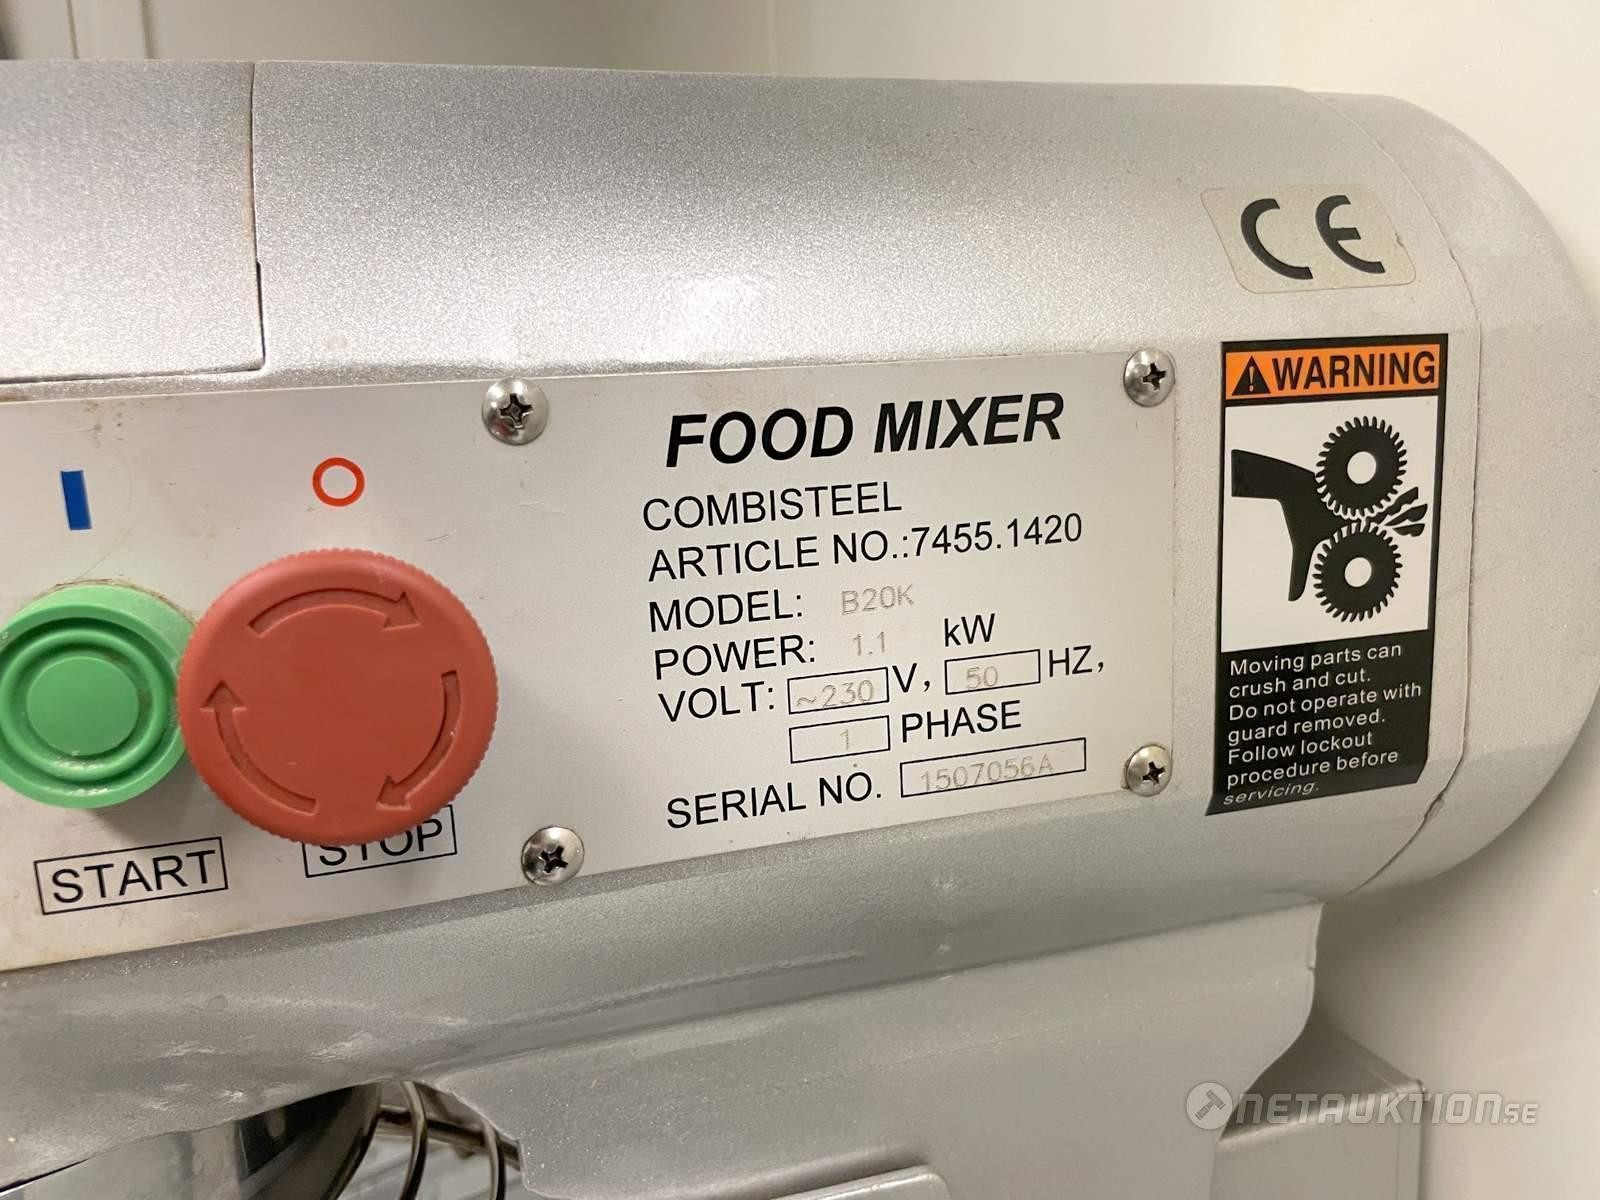 CE
WARNING
FOOD MIXER
COMBISTEEL
ARTICLE NO.:7455.1420
MODEL: B20K
POWER: 1.1 kW
VOLT: ~230 V, 50 HZ,
1 PHASE
SERIAL NO. 1507056A
START
STOP
Moving parts can
crush and cut.
Do not operate with
guard removed.
Follow lockout
procedure before
servicing.
NETAUKTION.SE